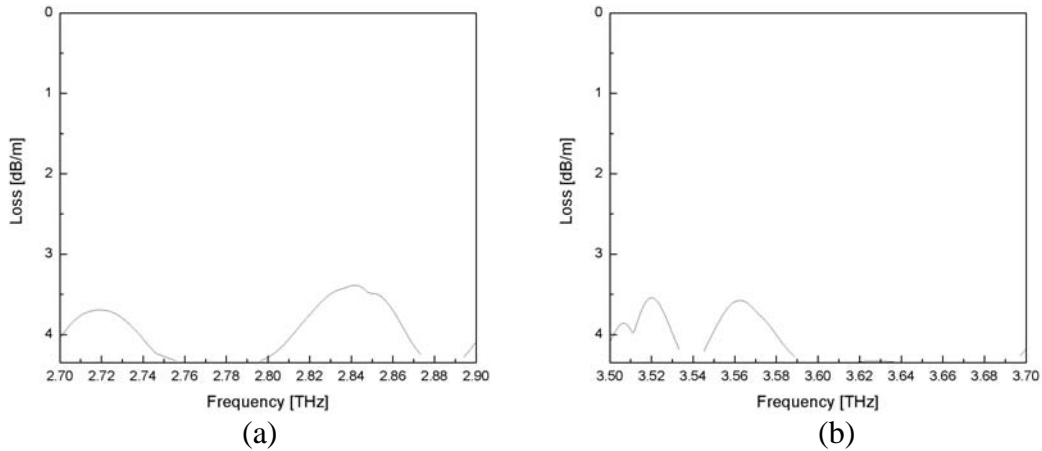 0
1
2
3
4
Loss [dB/m]
2.70 2.72 2.74 2.76 2.78 2.80 2.82 2.84 2.86 2.88 2.90
Frequency [THz]
(a)
0
1
2
3
4
Loss [dB/m]
3.50 3.52 3.54 3.56 3.58 3.60 3.62 3.64 3.66 3.68 3.70
Frequency [THz]
(b)